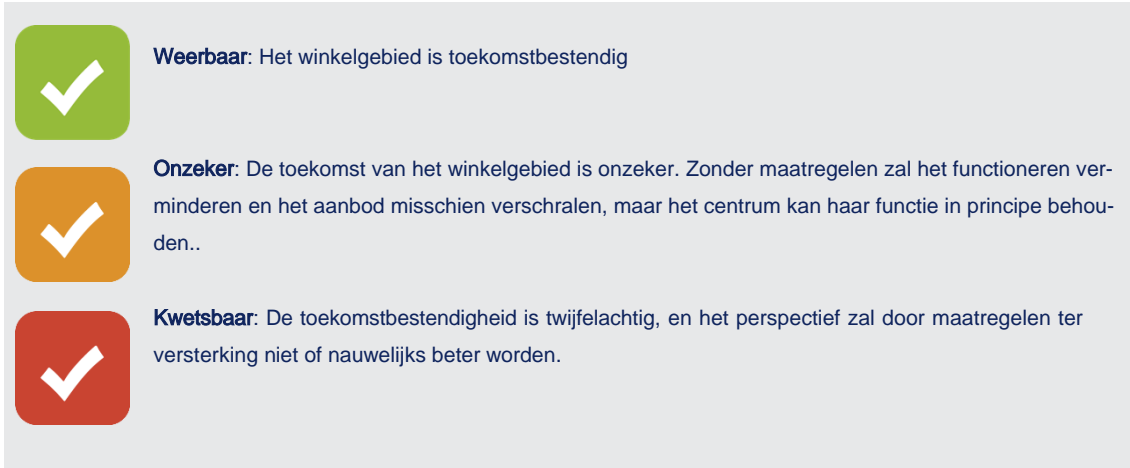 Weerbaar: Het winkelgebied is toekomstbestendig
Onzeker: De toekomst van het winkelgebied is onzeker. Zonder maatregelen zal het functioneren ver-
minderen en het aanbod misschien verschralen, maar het centrum kan haar functie in principe behou-
den..
Kwetsbaar: De toekomstbestendigheid is twijfelachtig, en het perspectief zal door maatregelen ter
versterking niet of nauwelijks beter worden.